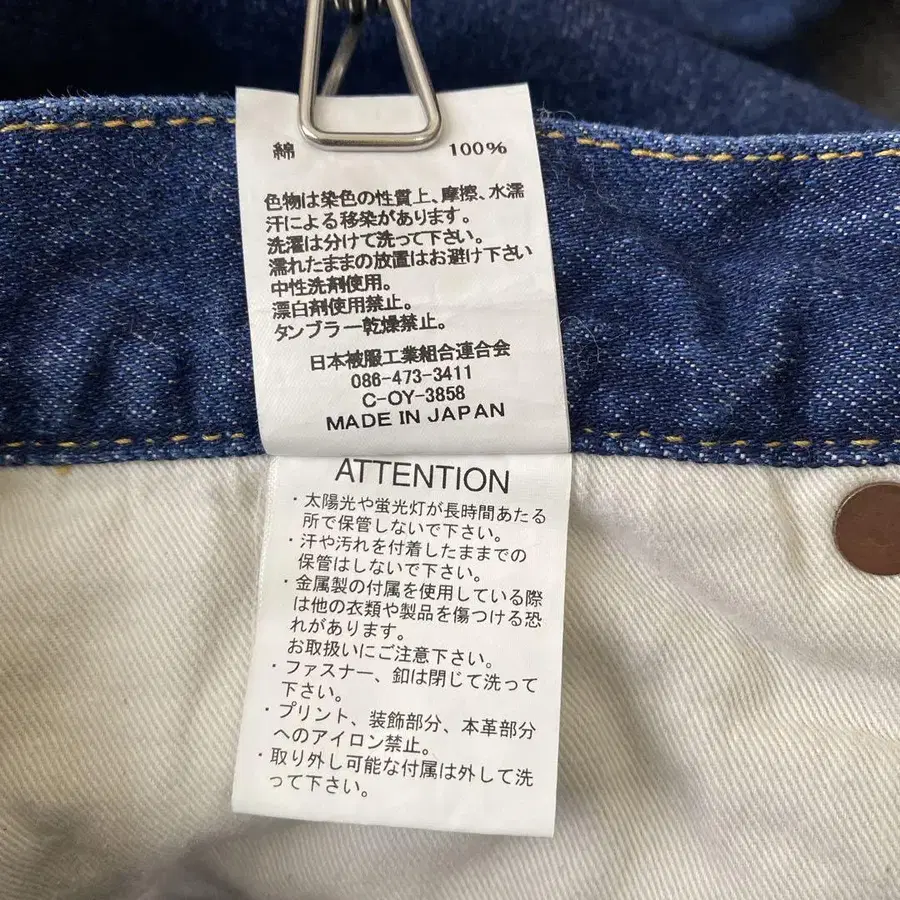 綿 100%
色物は染色の性質上、摩擦、水濡
汗による移染があります。
洗濯は分けて洗って下さい。
濡れたままの放置はお避け下さい
中性洗剤使用。
漂白剤使用禁止。
タンブラー乾燥禁止。
日本被服工業組合連合会
086-473-3411
C-OY-3858
MADE IN JAPAN
ATTENTION
・太陽光や蛍光灯が長時間あたる
所で保管しないで下さい。
・汗や汚れを付着したままでの
保管はしないで下さい。
・金属製の付属を使用している際
は他の衣類や製品を傷つける恐
れがあります。
お取扱いにご注意下さい。
・ファスナー、釦は閉じて洗って
下さい。
・プリント、装飾部分、本革部分
へのアイロン禁止。
・取り外し可能な付属は外して洗
って下さい。